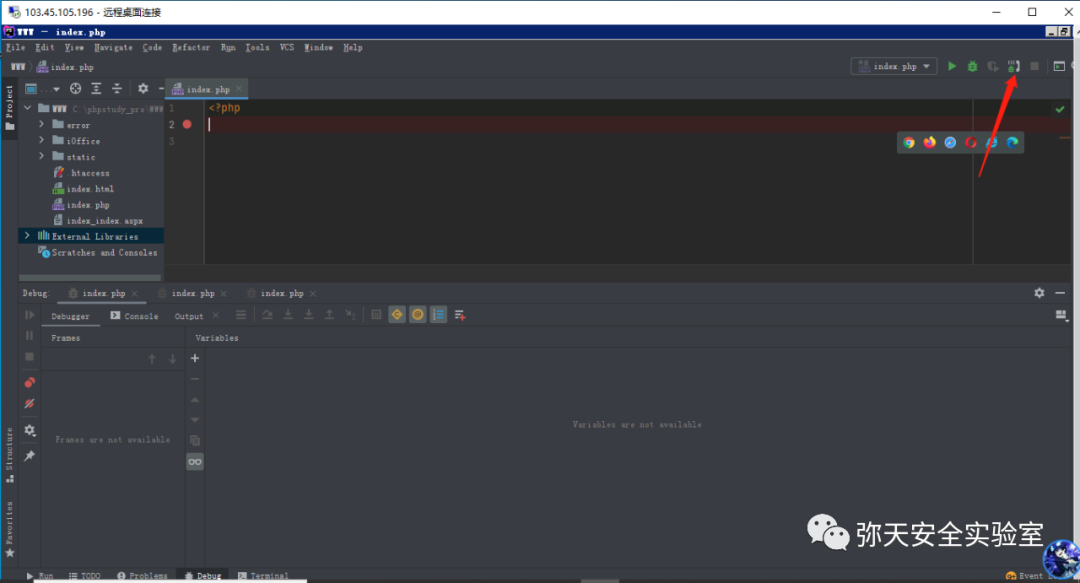 103.45.105.196 - 远程桌面连接
WWW - index.php
File Edit View Navigate Code Refactor Run Tools VCS Window Help
WWW index.php
index.php
Project
index.php
WWW C:\phpstudy_pro\WWW
1 <?php
error
2
iOffice
3
static
.htaccess
index.html
index.php
index_index.aspx
External Libraries
Scratches and Consoles
Debug: index.php index.php index.php
Debugger Console Output
Frames Variables
Frames are not available
Variables are not available
Structure
Favorites
弥天安全实验室
Run TODO Problems Debug Terminal Event